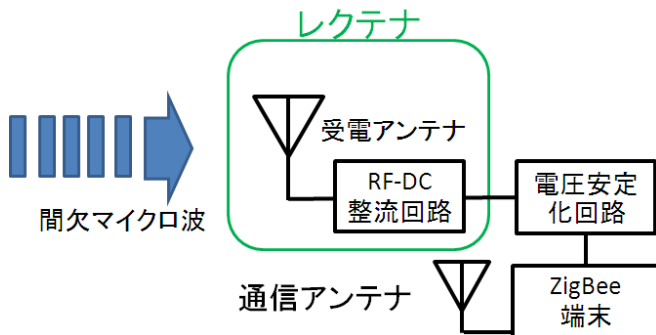 レクテナ
受電アンテナ
RF-DC
整流回路
電圧安定
化回路
間欠マイクロ波
通信アンテナ
ZigBee
端末